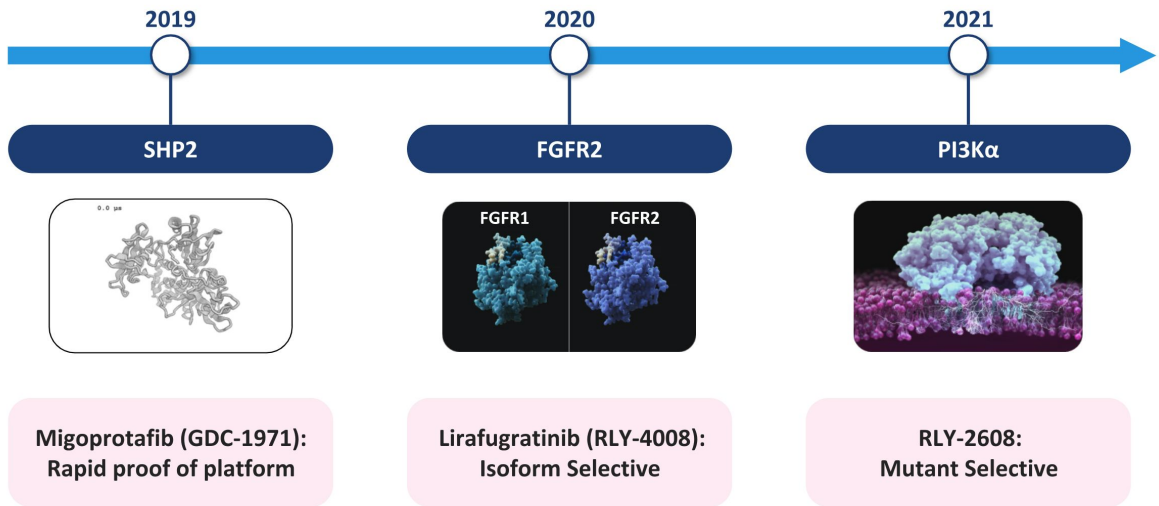 2019
2020
2021
SHP2
FGFR2
PI3Kα
0.0 μs
FGFR1
FGFR2
Migoprotafib (GDC-1971):
Rapid proof of platform
Lirafugratinib (RLY-4008):
Isoform Selective
RLY-2608:
Mutant Selective